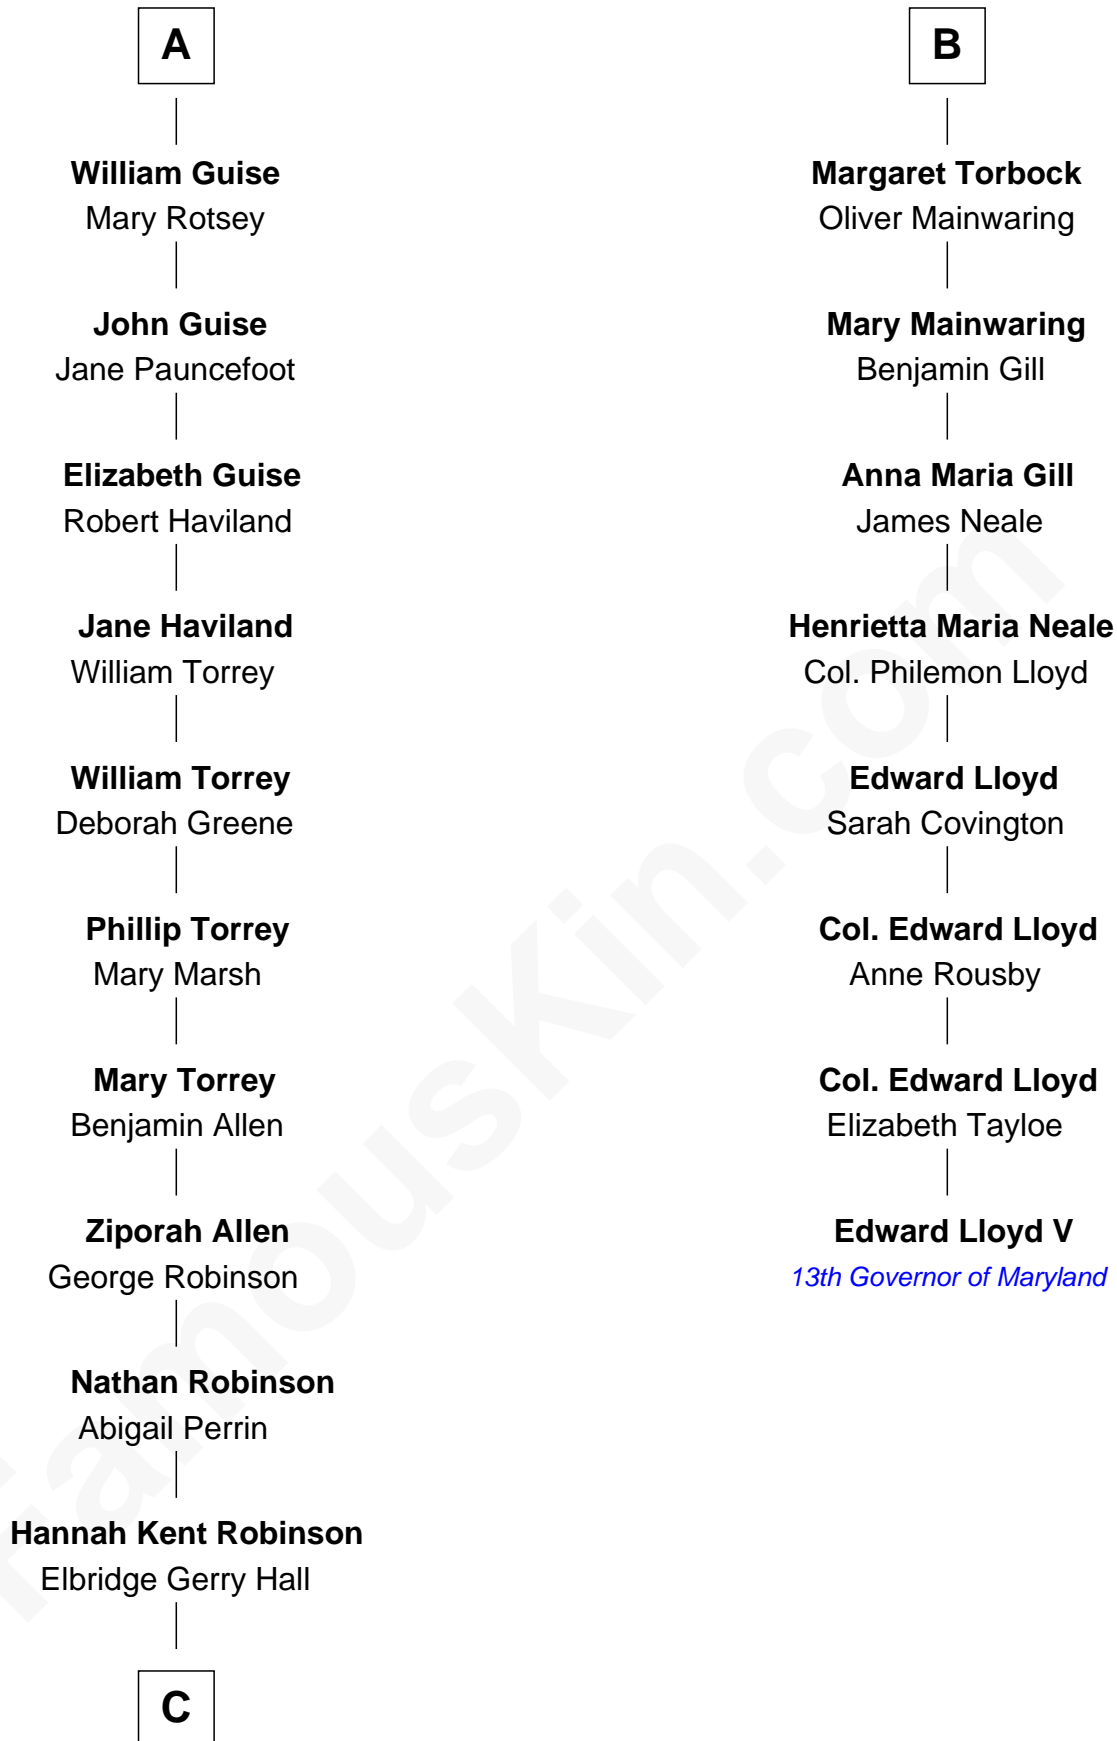 A
William Guise
Mary Rotsey
John Guise
Jane Pauncefoot
Elizabeth Guise
Robert Haviland
Jane Haviland
William Torrey
William Torrey
Deborah Greene
Phillip Torrey
Mary Marsh
Mary Torrey
Benjamin Allen
Ziporah Allen
George Robinson
Nathan Robinson
Abigail Perrin
Hannah Kent Robinson
Elbridge Gerry Hall
C
B
Margaret Torbock
Oliver Mainwaring
Mary Mainwaring
Benjamin Gill
Anna Maria Gill
James Neale
Henrietta Maria Neale
Col. Philemon Lloyd
Edward Lloyd
Sarah Covington
Col. Edward Lloyd
Anne Rousby
Col. Edward Lloyd
Elizabeth Tayloe
Edward Lloyd V
13th Governor of Maryland
FamousKin.com